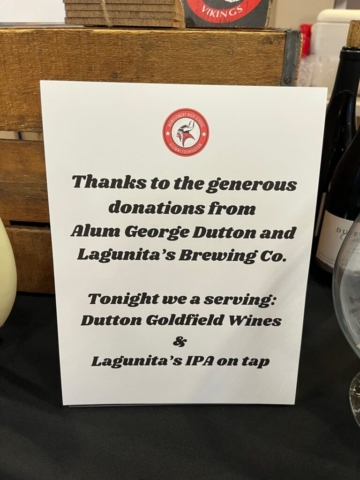 VIKINGS
Thanks to the generous
donations from
Alum George Dutton and
Lagunita's Brewing Co.
Tonight we a serving:
Dutton Goldfield Wines
&
Lagunita's IPA on tap